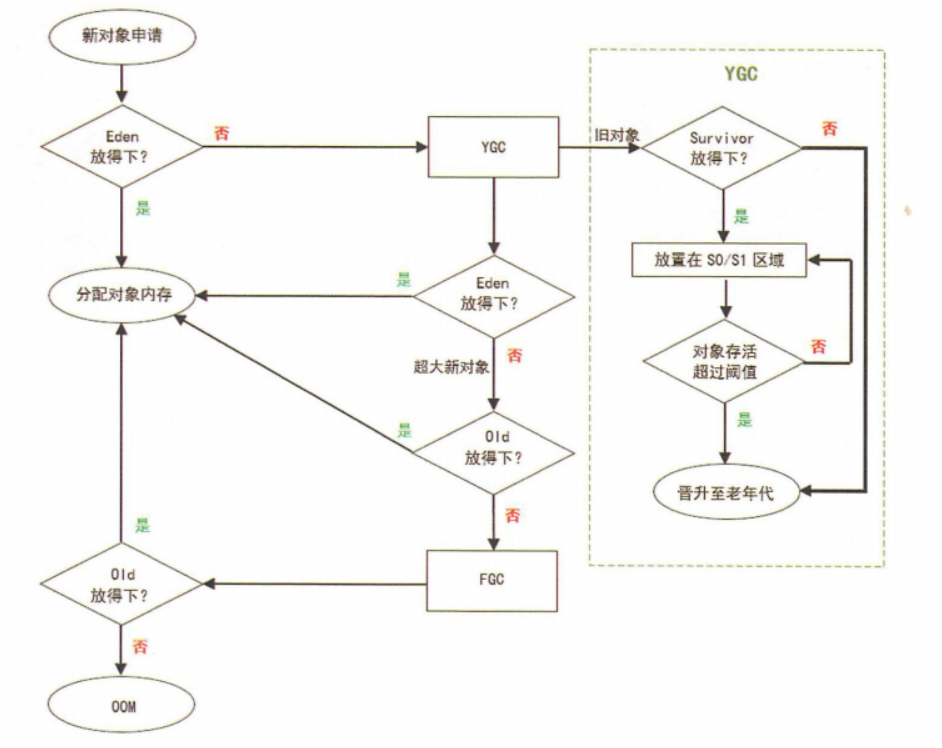 新对象申请
Eden
放得下？
否
是
分配对象内存
YGC
旧对象
Eden
放得下？
是
否
超大新对象
Old
放得下？
是
否
FGC
Old
放得下？
是
否
OOM
YGC
Survivor
放得下？
否
是
放置在 S0/S1 区域
对象存活
超过阈值
否
是
晋升至老年代